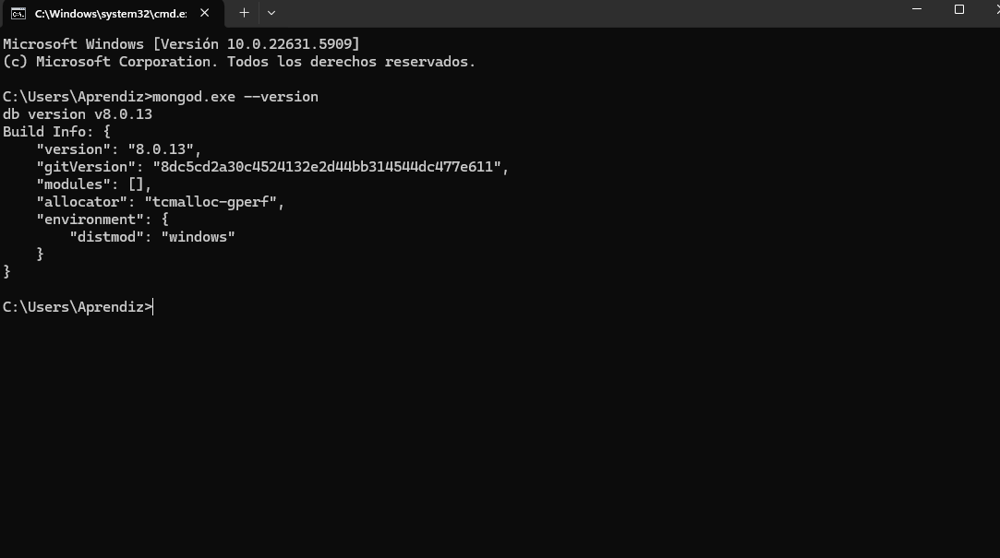 C:\Windows\system32\cmd.e
Microsoft Windows [Versión 10.0.22631.5909]
(c) Microsoft Corporation. Todos los derechos reservados.
C:\Users\Aprendiz>mongod.exe --version
db version v8.0.13
Build Info: {
    "version": "8.0.13",
    "gitVersion": "8dc5cd2a30c4524132e2d44bb314544dc477e611",
    "modules": [],
    "allocator": "tcmalloc-gperf",
    "environment": {
        "distmod": "windows"
    }
}
C:\Users\Aprendiz>